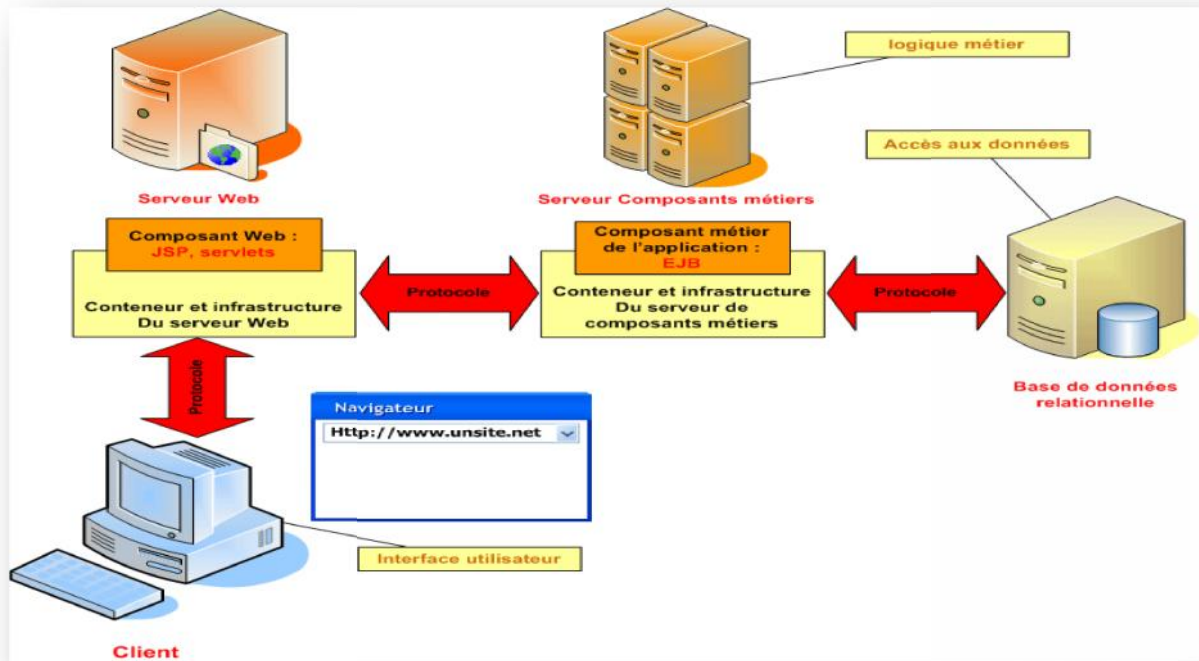 logique métier
Accès aux données
Serveur Web
Serveur Composants métiers
Composant Web :
JSP, servlets
Conteneur et infrastructure
Du serveur Web
Protocole
Composant métier
de l'application :
EJB
Conteneur et infrastructure
Du serveur de
composants métiers
Protocole
Base de données
relationnelle
Protocole
Navigateur
Http://www.unsite.net
Interface utilisateur
Client